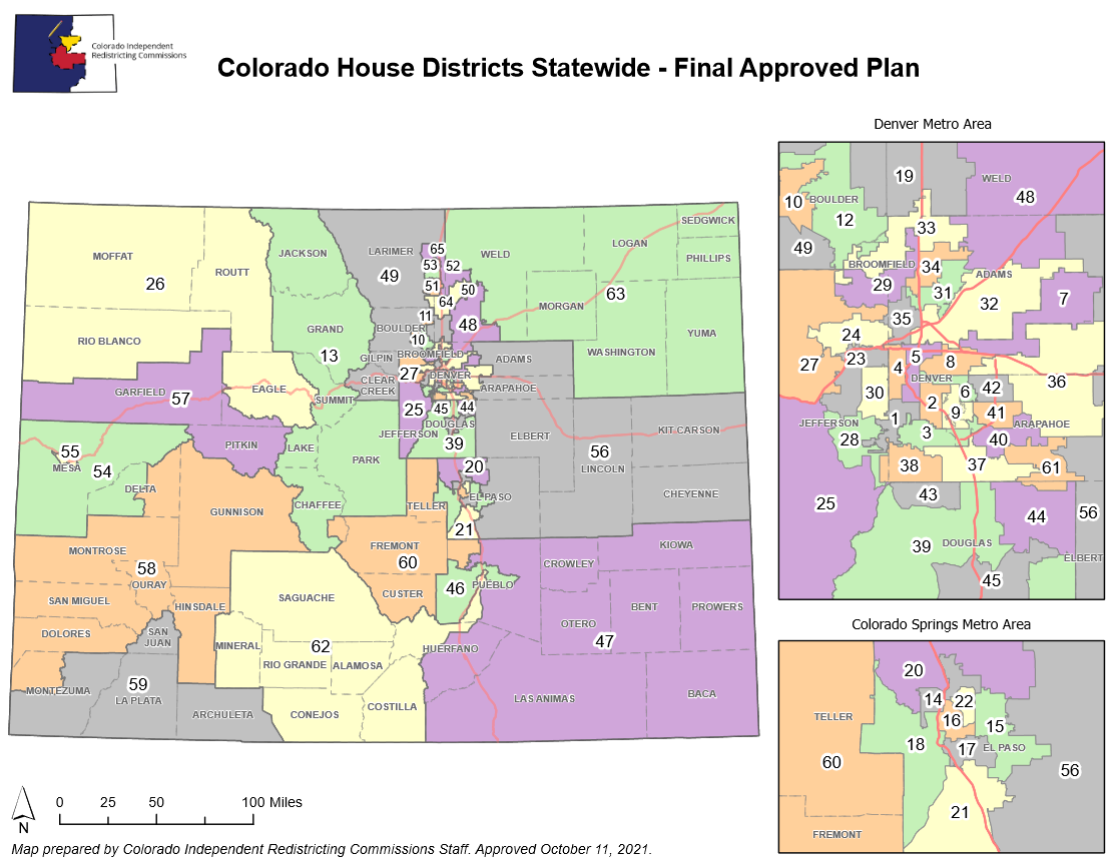 Colorado Independent
Redistricting Commissions
Colorado House Districts Statewide - Final Approved Plan
Denver Metro Area
MOFFAT
26
ROUTT
RIO BLANCO
JACKSON
LARIMER
49
65
53
52
51
50
64
WELD
LOGAN
SEDGWICK
PHILLIPS
63
MORGAN
YUMA
WASHINGTON
GRAND
13
11
BOULDER
10
48
BROOMFIELD
GILPIN
27
DENVER
ADAMS
ARAPAHOE
CLEAR
CREEK
GARFIELD
57
EAGLE
SUMMIT
25
45
44
DOUGLAS
39
JEFFERSON
ELBERT
56
LINCOLN
KIT CARSON
CHEYENNE
55
MESA
54
DELTA
PITKIN
LAKE
PARK
CHAFFEE
20
EL PASO
TELLER
21
GUNNISON
MONTROSE
58
OURAY
SAN MIGUEL
HINSDALE
DOLORES
SAN
JUAN
FREMONT
60
CUSTER
46
PUEBLO
CROWLEY
KIOWA
BENT
PROWERS
OTERO
47
SAGUACHE
MINERAL
62
RIO GRANDE
ALAMOSA
HUERFANO
MONTEZUMA
59
LA PLATA
ARCHULETA
CONEJOS
COSTILLA
LAS ANIMAS
BACA
10
BOULDER
12
19
WELD
48
49
33
BROOMFIELD
29
34
ADAMS
31
32
7
35
24
23
27
4
5
8
DENVER
36
30
2
6
42
9
41
JEFFERSON
28
1
3
40
ARAPAHOE
38
37
61
43
25
44
56
39
DOUGLAS
45
ELBERT
Colorado Springs Metro Area
20
14
22
16
15
TELLER
60
18
17
EL PASO
56
21
FREMONT
N
0 25 50 100 Miles
Map prepared by Colorado Independent Redistricting Commissions Staff. Approved October 11, 2021.